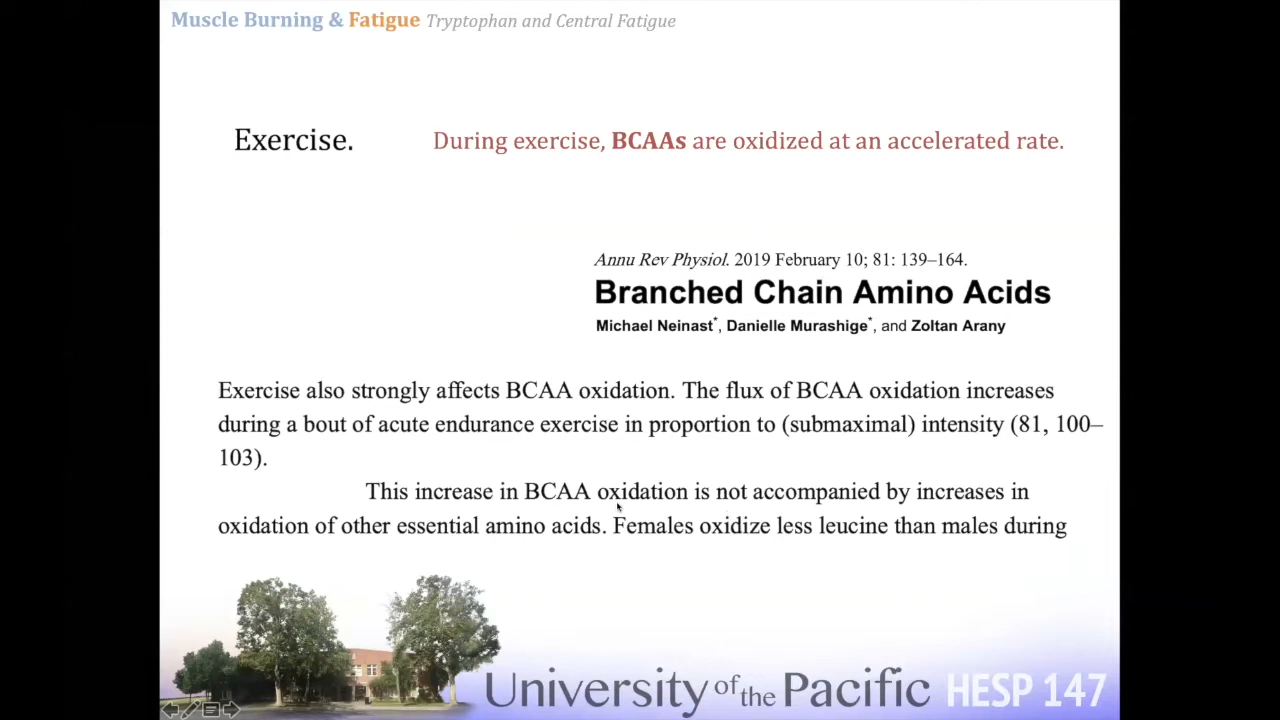 Muscle Burning & Fatigue Tryptophan and Central Fatigue
Exercise. During exercise, BCAAs are oxidized at an accelerated rate.
Annu Rev Physiol. 2019 February 10; 81: 139–164.
Branched Chain Amino Acids
Michael Neinast*, Danielle Murashige*, and Zoltan Arany
Exercise also strongly affects BCAA oxidation. The flux of BCAA oxidation increases
during a bout of acute endurance exercise in proportion to (submaximal) intensity (81, 100–
103).
This increase in BCAA oxidation is not accompanied by increases in
oxidation of other essential amino acids. Females oxidize less leucine than males during
University of the Pacific HESP 147